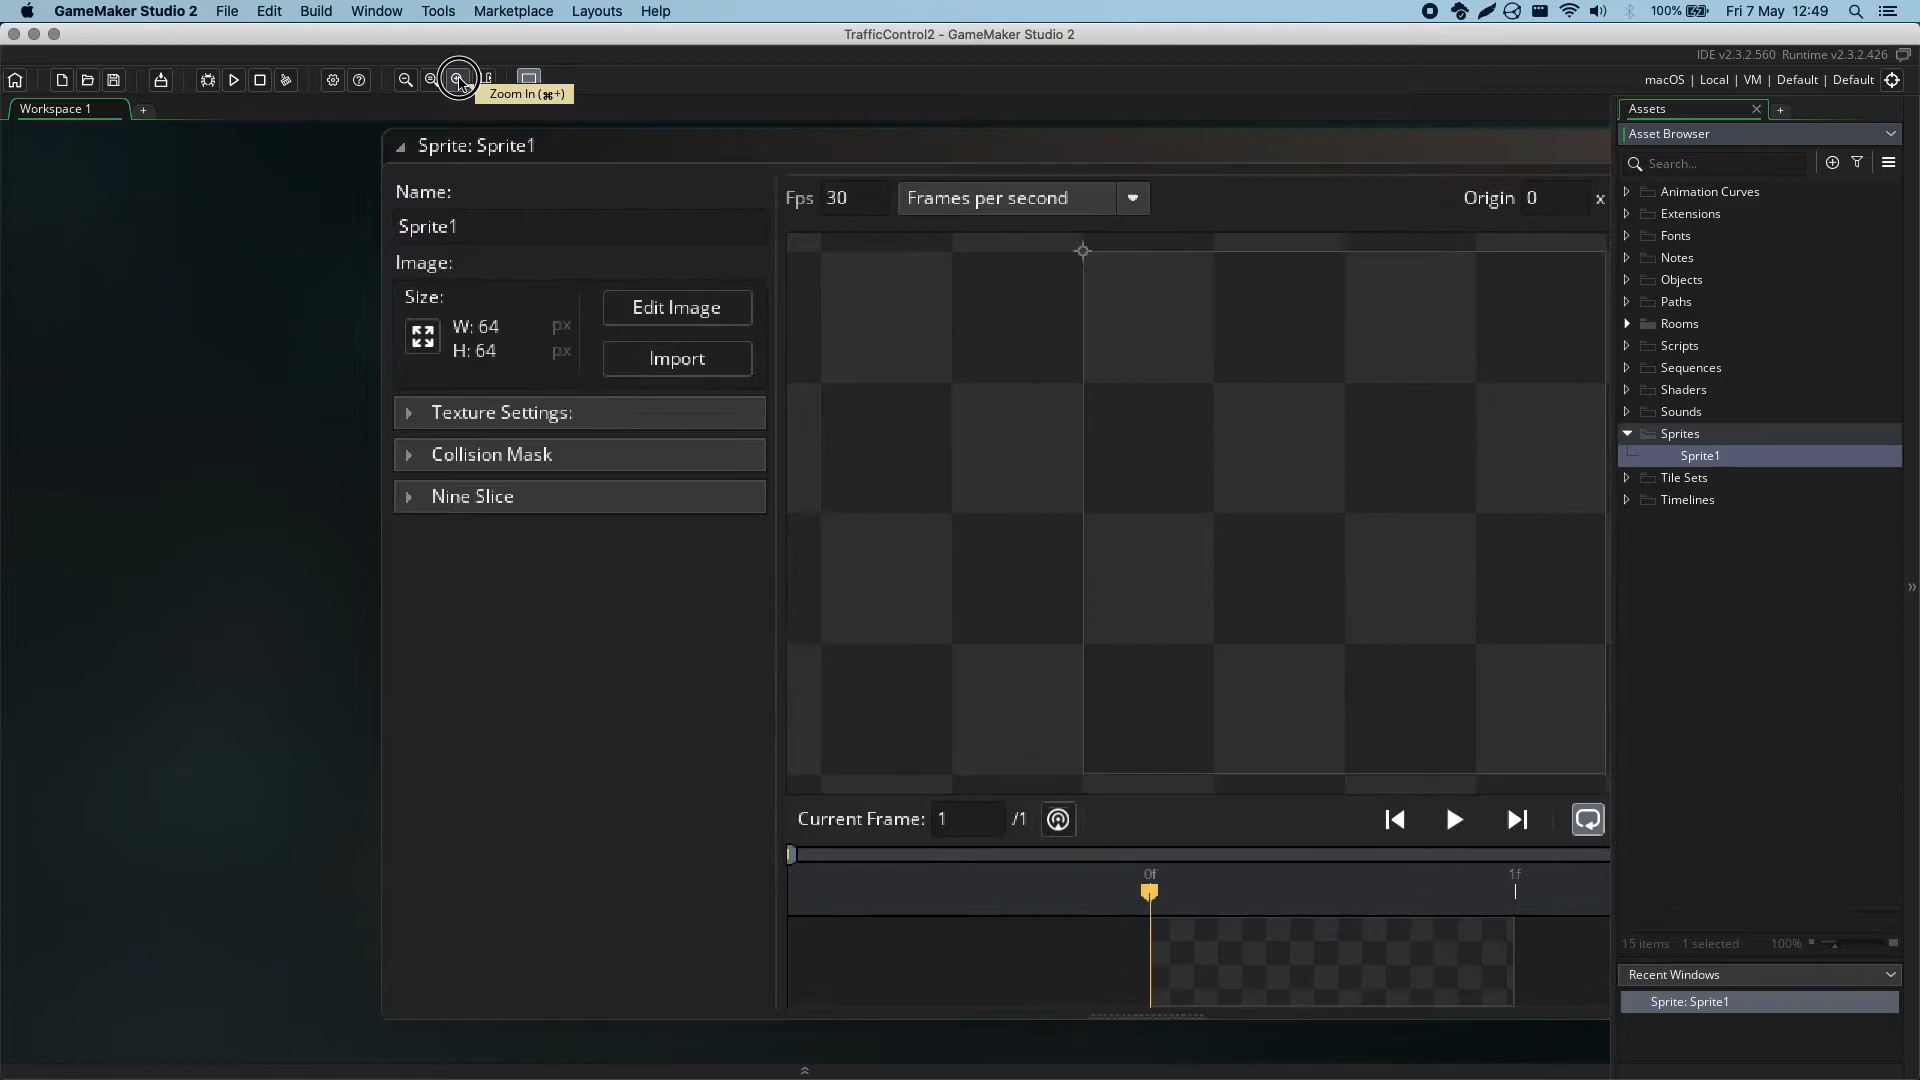 GameMaker Studio 2 File Edit Build Window Tools Marketplace Layouts Help 100% Fri 7 May 12:49
TrafficControl2 - GameMaker Studio 2
IDE v2.3.2.560 Runtime v2.3.2.426
macOS | Local | VM | Default | Default
Zoom In (⌘+)
Workspace 1 +
Sprite: Sprite1
Name:
Sprite1
Image:
Size:
W: 64 px
H: 64 px
Edit Image
Import
Texture Settings:
Collision Mask
Nine Slice
Fps 30 Frames per second Origin 0 x
Current Frame: 1 /1
0f 1f
Assets
Asset Browser
Search...
Animation Curves
Extensions
Fonts
Notes
Objects
Paths
Rooms
Scripts
Sequences
Shaders
Sounds
Sprites
Sprite1
Tile Sets
Timelines
15 items 1 selected 100%
Recent Windows
Sprite: Sprite1